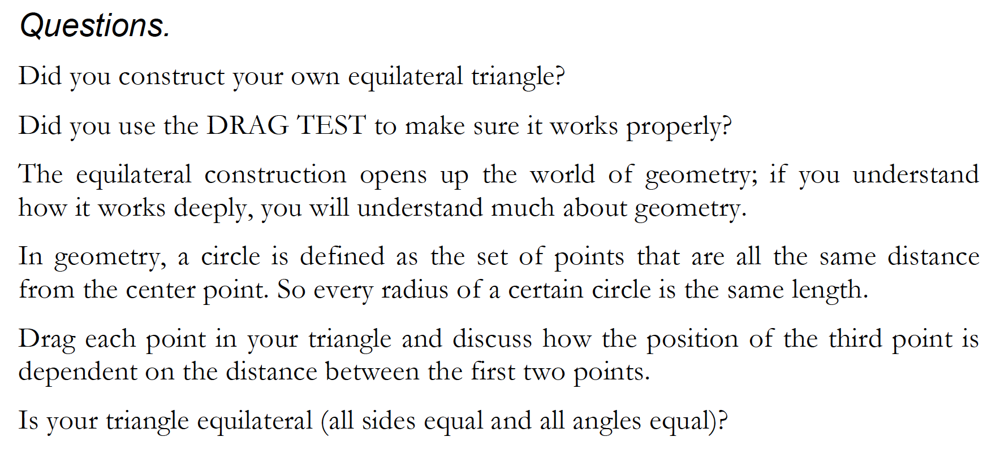 Questions.
Did you construct your own equilateral triangle?
Did you use the DRAG TEST to make sure it works properly?
The equilateral construction opens up the world of geometry; if you understand
how it works deeply, you will understand much about geometry.
In geometry, a circle is defined as the set of points that are all the same distance
from the center point. So every radius of a certain circle is the same length.
Drag each point in your triangle and discuss how the position of the third point is
dependent on the distance between the first two points.
Is your triangle equilateral (all sides equal and all angles equal)?